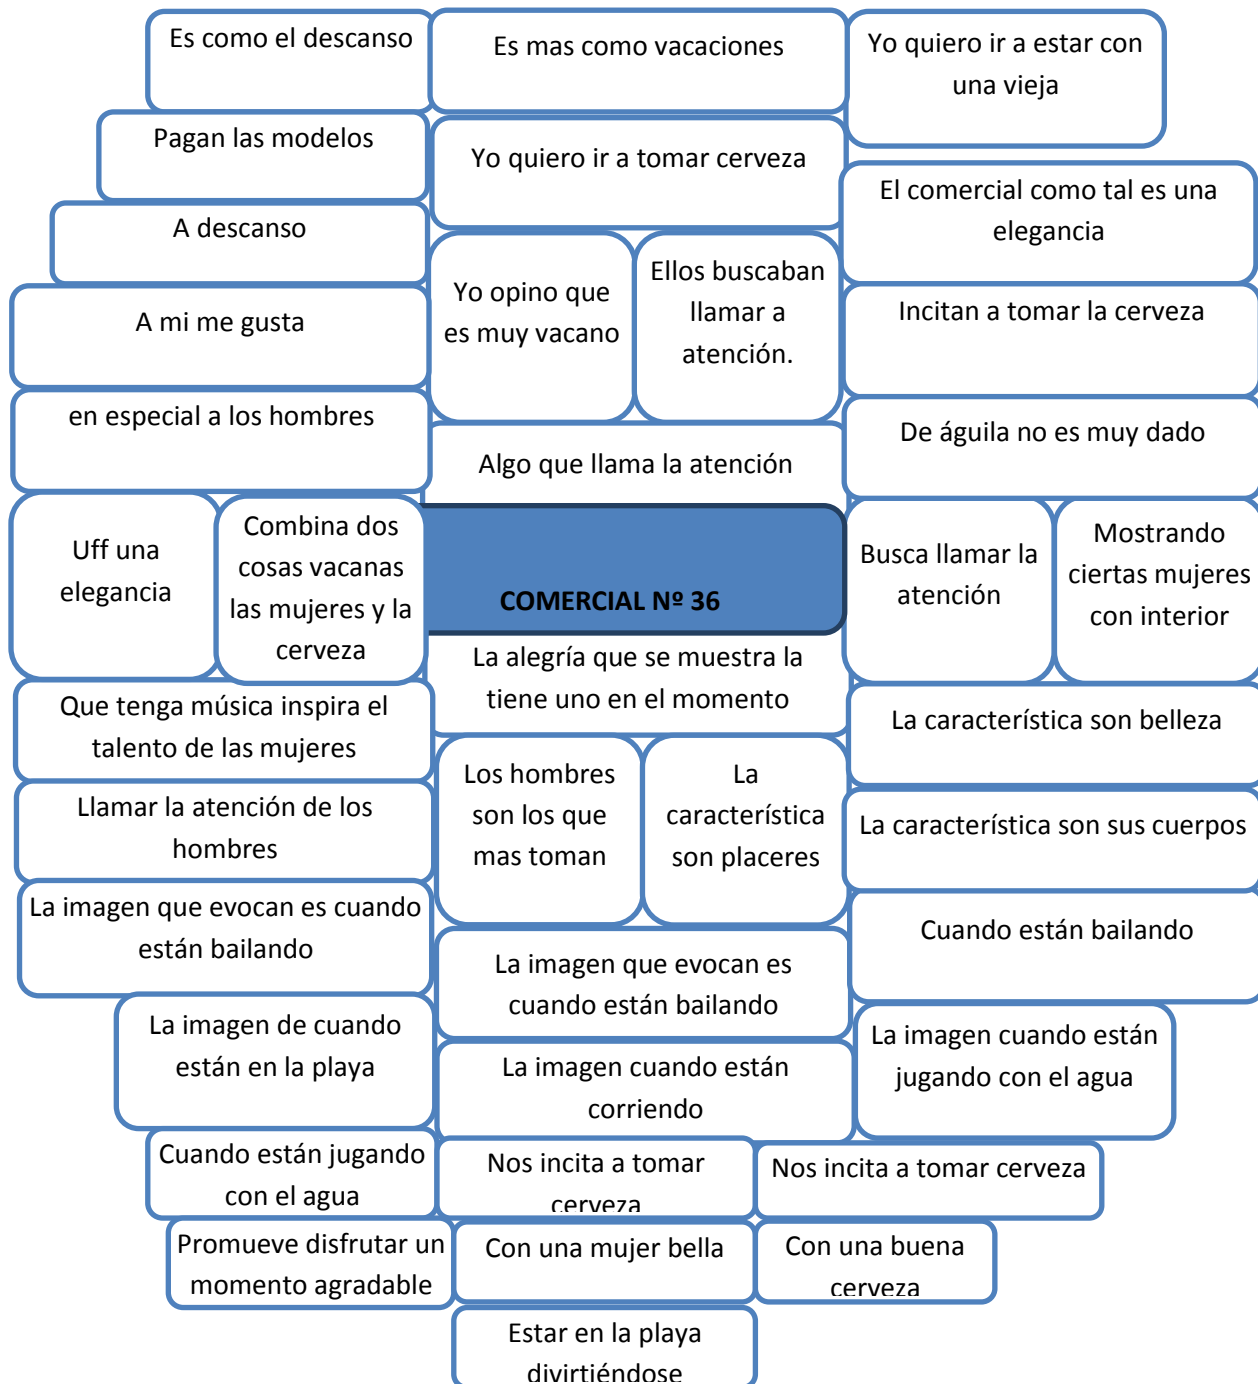 Es como el descanso
Es mas como vacaciones
Yo quiero ir a estar con
una vieja
Pagan las modelos
Yo quiero ir a tomar cerveza
El comercial como tal es una
elegancia
A descanso
Yo opino que
es muy vacano
Ellos buscaban
llamar a
atención.
A mi me gusta
Incitan a tomar la cerveza
en especial a los hombres
Algo que llama la atención
De águila no es muy dado
Uff una
elegancia
Combina dos
cosas vacanas
las mujeres y la
cerveza
COMERCIAL Nº 36
Busca llamar la
atención
Mostrando
ciertas mujeres
con interior
La alegría que se muestra la
tiene uno en el momento
Que tenga música inspira el
talento de las mujeres
La característica son belleza
Los hombres
son los que
mas toman
La
característica
son placeres
Llamar la atención de los
hombres
La característica son sus cuerpos
La imagen que evocan es cuando
están bailando
Cuando están bailando
La imagen que evocan es
cuando están bailando
La imagen de cuando
están en la playa
La imagen cuando están
corriendo
La imagen cuando están
jugando con el agua
Cuando están jugando
con el agua
Nos incita a tomar
cerveza
Nos incita a tomar cerveza
Promueve disfrutar un
momento agradable
Con una mujer bella
Con una buena
cerveza
Estar en la playa
divirtiéndose